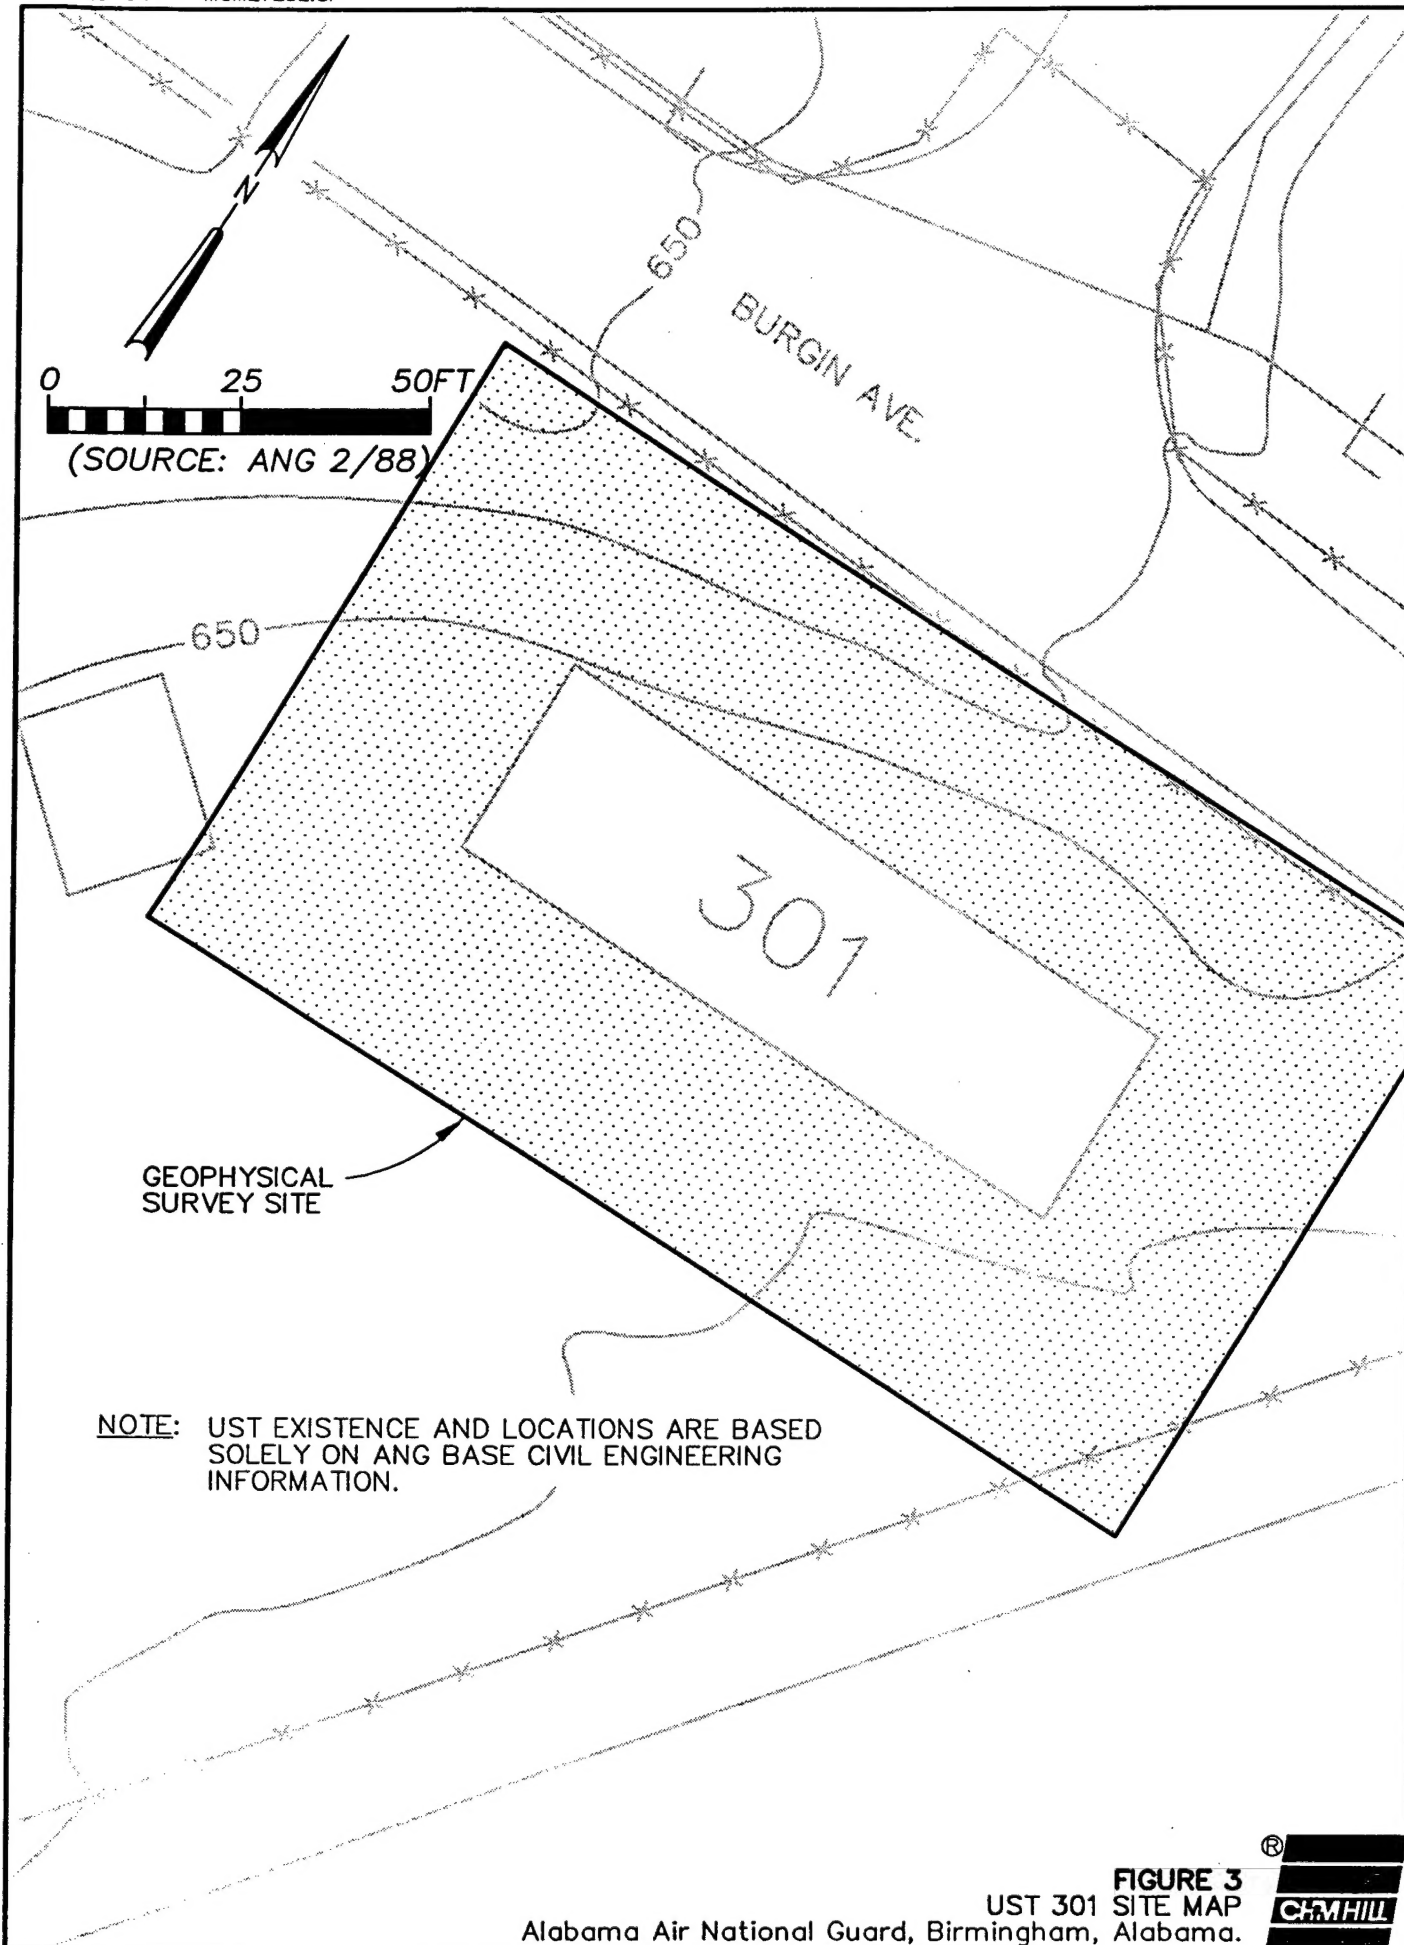 N
0 25 50FT
(SOURCE: ANG 2/88)
650
BURGIN AVE.
650
301
GEOPHYSICAL
SURVEY SITE
NOTE: UST EXISTENCE AND LOCATIONS ARE BASED
SOLELY ON ANG BASE CIVIL ENGINEERING
INFORMATION.
®
FIGURE 3
UST 301 SITE MAP
CH2MHILL
Alabama Air National Guard, Birmingham, Alabama.